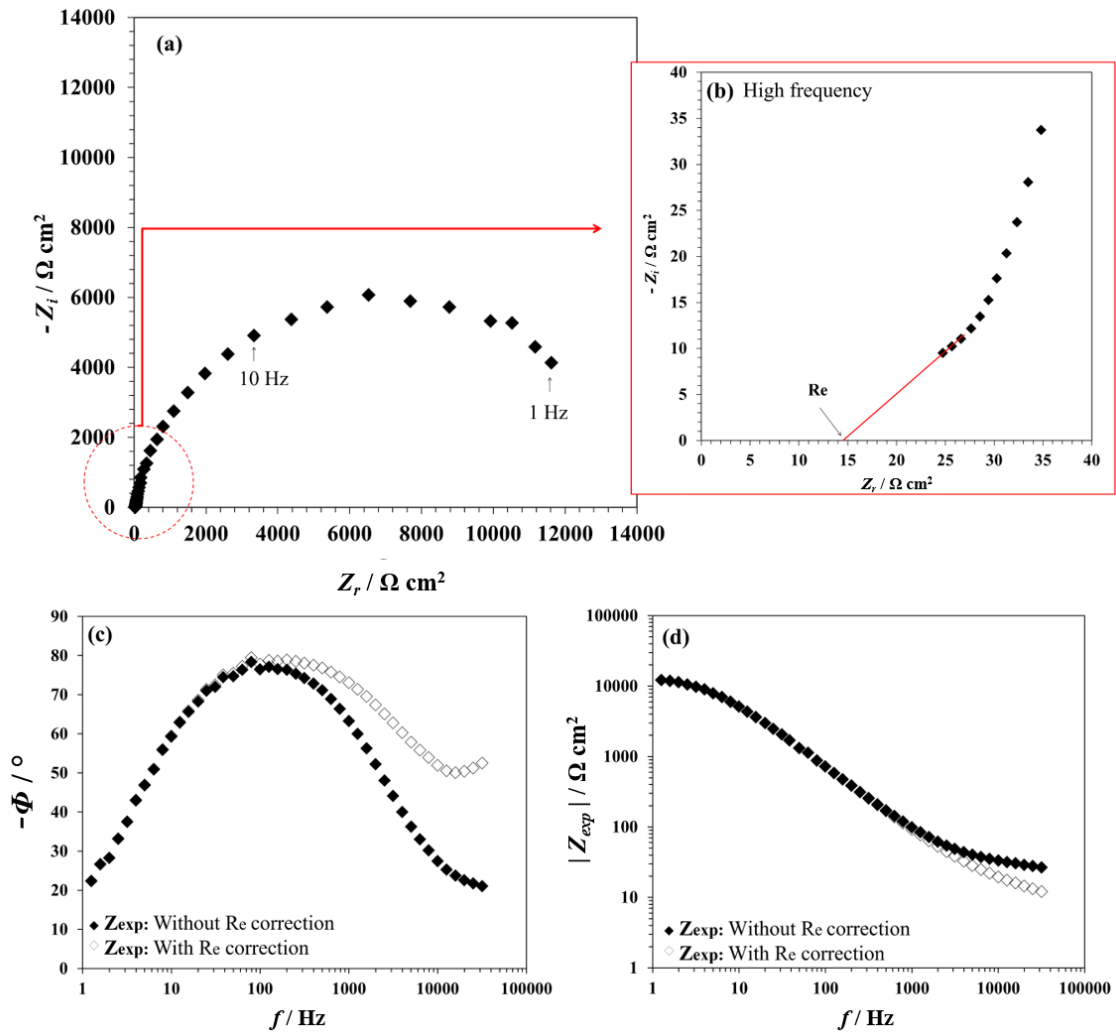 (a)
14000
12000
10000
8000
6000
4000
2000
0
- Zi / Ω cm²
10 Hz
1 Hz
0 2000 4000 6000 8000 10000 12000 14000
Zr / Ω cm²
(b) High frequency
40
35
30
25
20
15
10
5
0
- Zi / Ω cm²
Re
0 5 10 15 20 25 30 35 40
Zr / Ω cm²
(c)
90
80
70
60
50
40
30
20
10
0
-Φ / °
Zexp: Without Re correction
Zexp: With Re correction
1 10 100 1000 10000 100000
f / Hz
(d)
100000
10000
1000
100
10
1
| Zexp | / Ω cm²
Zexp: Without Re correction
Zexp: With Re correction
1 10 100 1000 10000 100000
f / Hz